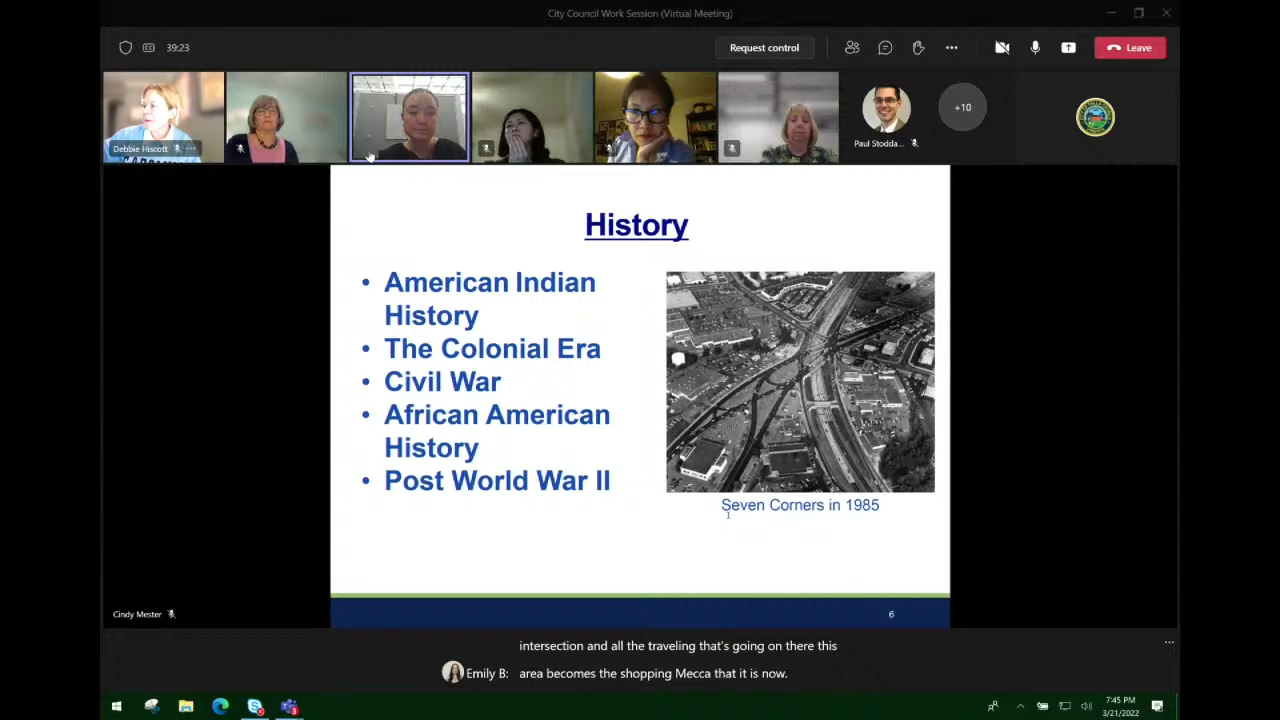 City Council Work Session (Virtual Meeting)
39:23
Request control
Leave
Debbie Hiscott
Paul Stodda...
+10
History
• American Indian
History
• The Colonial Era
• Civil War
• African American
History
• Post World War II
Seven Corners in 1985
Cindy Mester
6
intersection and all the traveling that's going on there this
Emily B: area becomes the shopping Mecca that it is now.
7:45 PM
3/21/2022